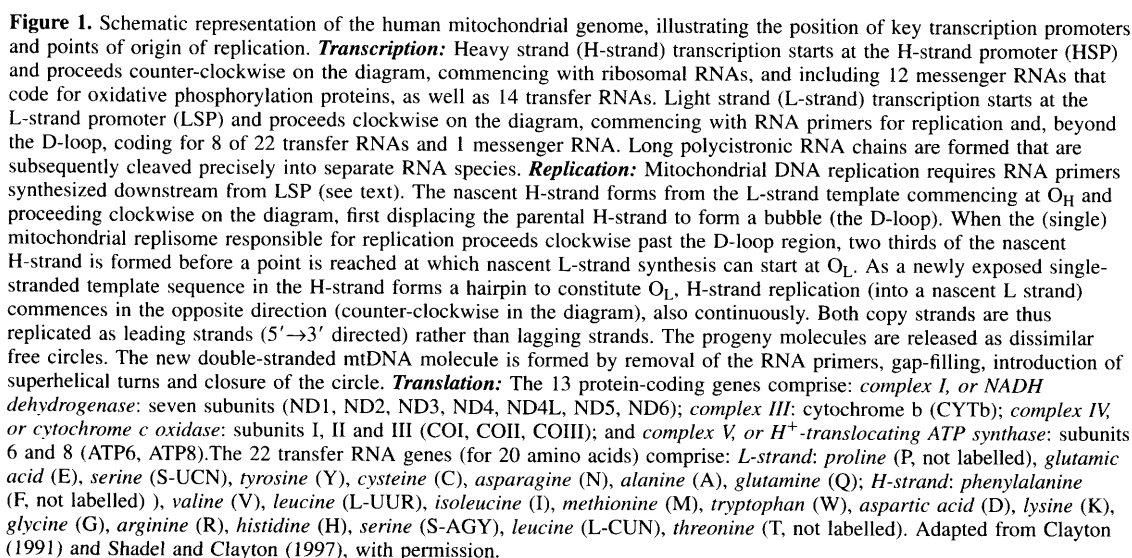 Figure 1. Schematic representation of the human mitochondrial genome, illustrating the position of key transcription promoters
and points of origin of replication. Transcription: Heavy strand (H-strand) transcription starts at the H-strand promoter (HSP)
and proceeds counter-clockwise on the diagram, commencing with ribosomal RNAs, and including 12 messenger RNAs that
code for oxidative phosphorylation proteins, as well as 14 transfer RNAs. Light strand (L-strand) transcription starts at the
L-strand promoter (LSP) and proceeds clockwise on the diagram, commencing with RNA primers for replication and, beyond
the D-loop, coding for 8 of 22 transfer RNAs and 1 messenger RNA. Long polycistronic RNA chains are formed that are
subsequently cleaved precisely into separate RNA species. Replication: Mitochondrial DNA replication requires RNA primers
synthesized downstream from LSP (see text). The nascent H-strand forms from the L-strand template commencing at OH and
proceeding clockwise on the diagram, first displacing the parental H-strand to form a bubble (the D-loop). When the (single)
mitochondrial replisome responsible for replication proceeds clockwise past the D-loop region, two thirds of the nascent
H-strand is formed before a point is reached at which nascent L-strand synthesis can start at OL. As a newly exposed single-
stranded template sequence in the H-strand forms a hairpin to constitute OL, H-strand replication (into a nascent L strand)
commences in the opposite direction (counter-clockwise in the diagram), also continuously. Both copy strands are thus
replicated as leading strands (5′→3′ directed) rather than lagging strands. The progeny molecules are released as dissimilar
free circles. The new double-stranded mtDNA molecule is formed by removal of the RNA primers, gap-filling, introduction of
superhelical turns and closure of the circle. Translation: The 13 protein-coding genes comprise: complex I, or NADH
dehydrogenase: seven subunits (ND1, ND2, ND3, ND4, ND4L, ND5, ND6); complex III: cytochrome b (CYTb); complex IV,
or cytochrome c oxidase: subunits I, II and III (COI, COII, COIII); and complex V, or H+-translocating ATP synthase: subunits
6 and 8 (ATP6, ATP8).The 22 transfer RNA genes (for 20 amino acids) comprise: L-strand: proline (P, not labelled), glutamic
acid (E), serine (S-UCN), tyrosine (Y), cysteine (C), asparagine (N), alanine (A), glutamine (Q); H-strand: phenylalanine
(F, not labelled) ), valine (V), leucine (L-UUR), isoleucine (I), methionine (M), tryptophan (W), aspartic acid (D), lysine (K),
glycine (G), arginine (R), histidine (H), serine (S-AGY), leucine (L-CUN), threonine (T, not labelled). Adapted from Clayton
(1991) and Shadel and Clayton (1997), with permission.